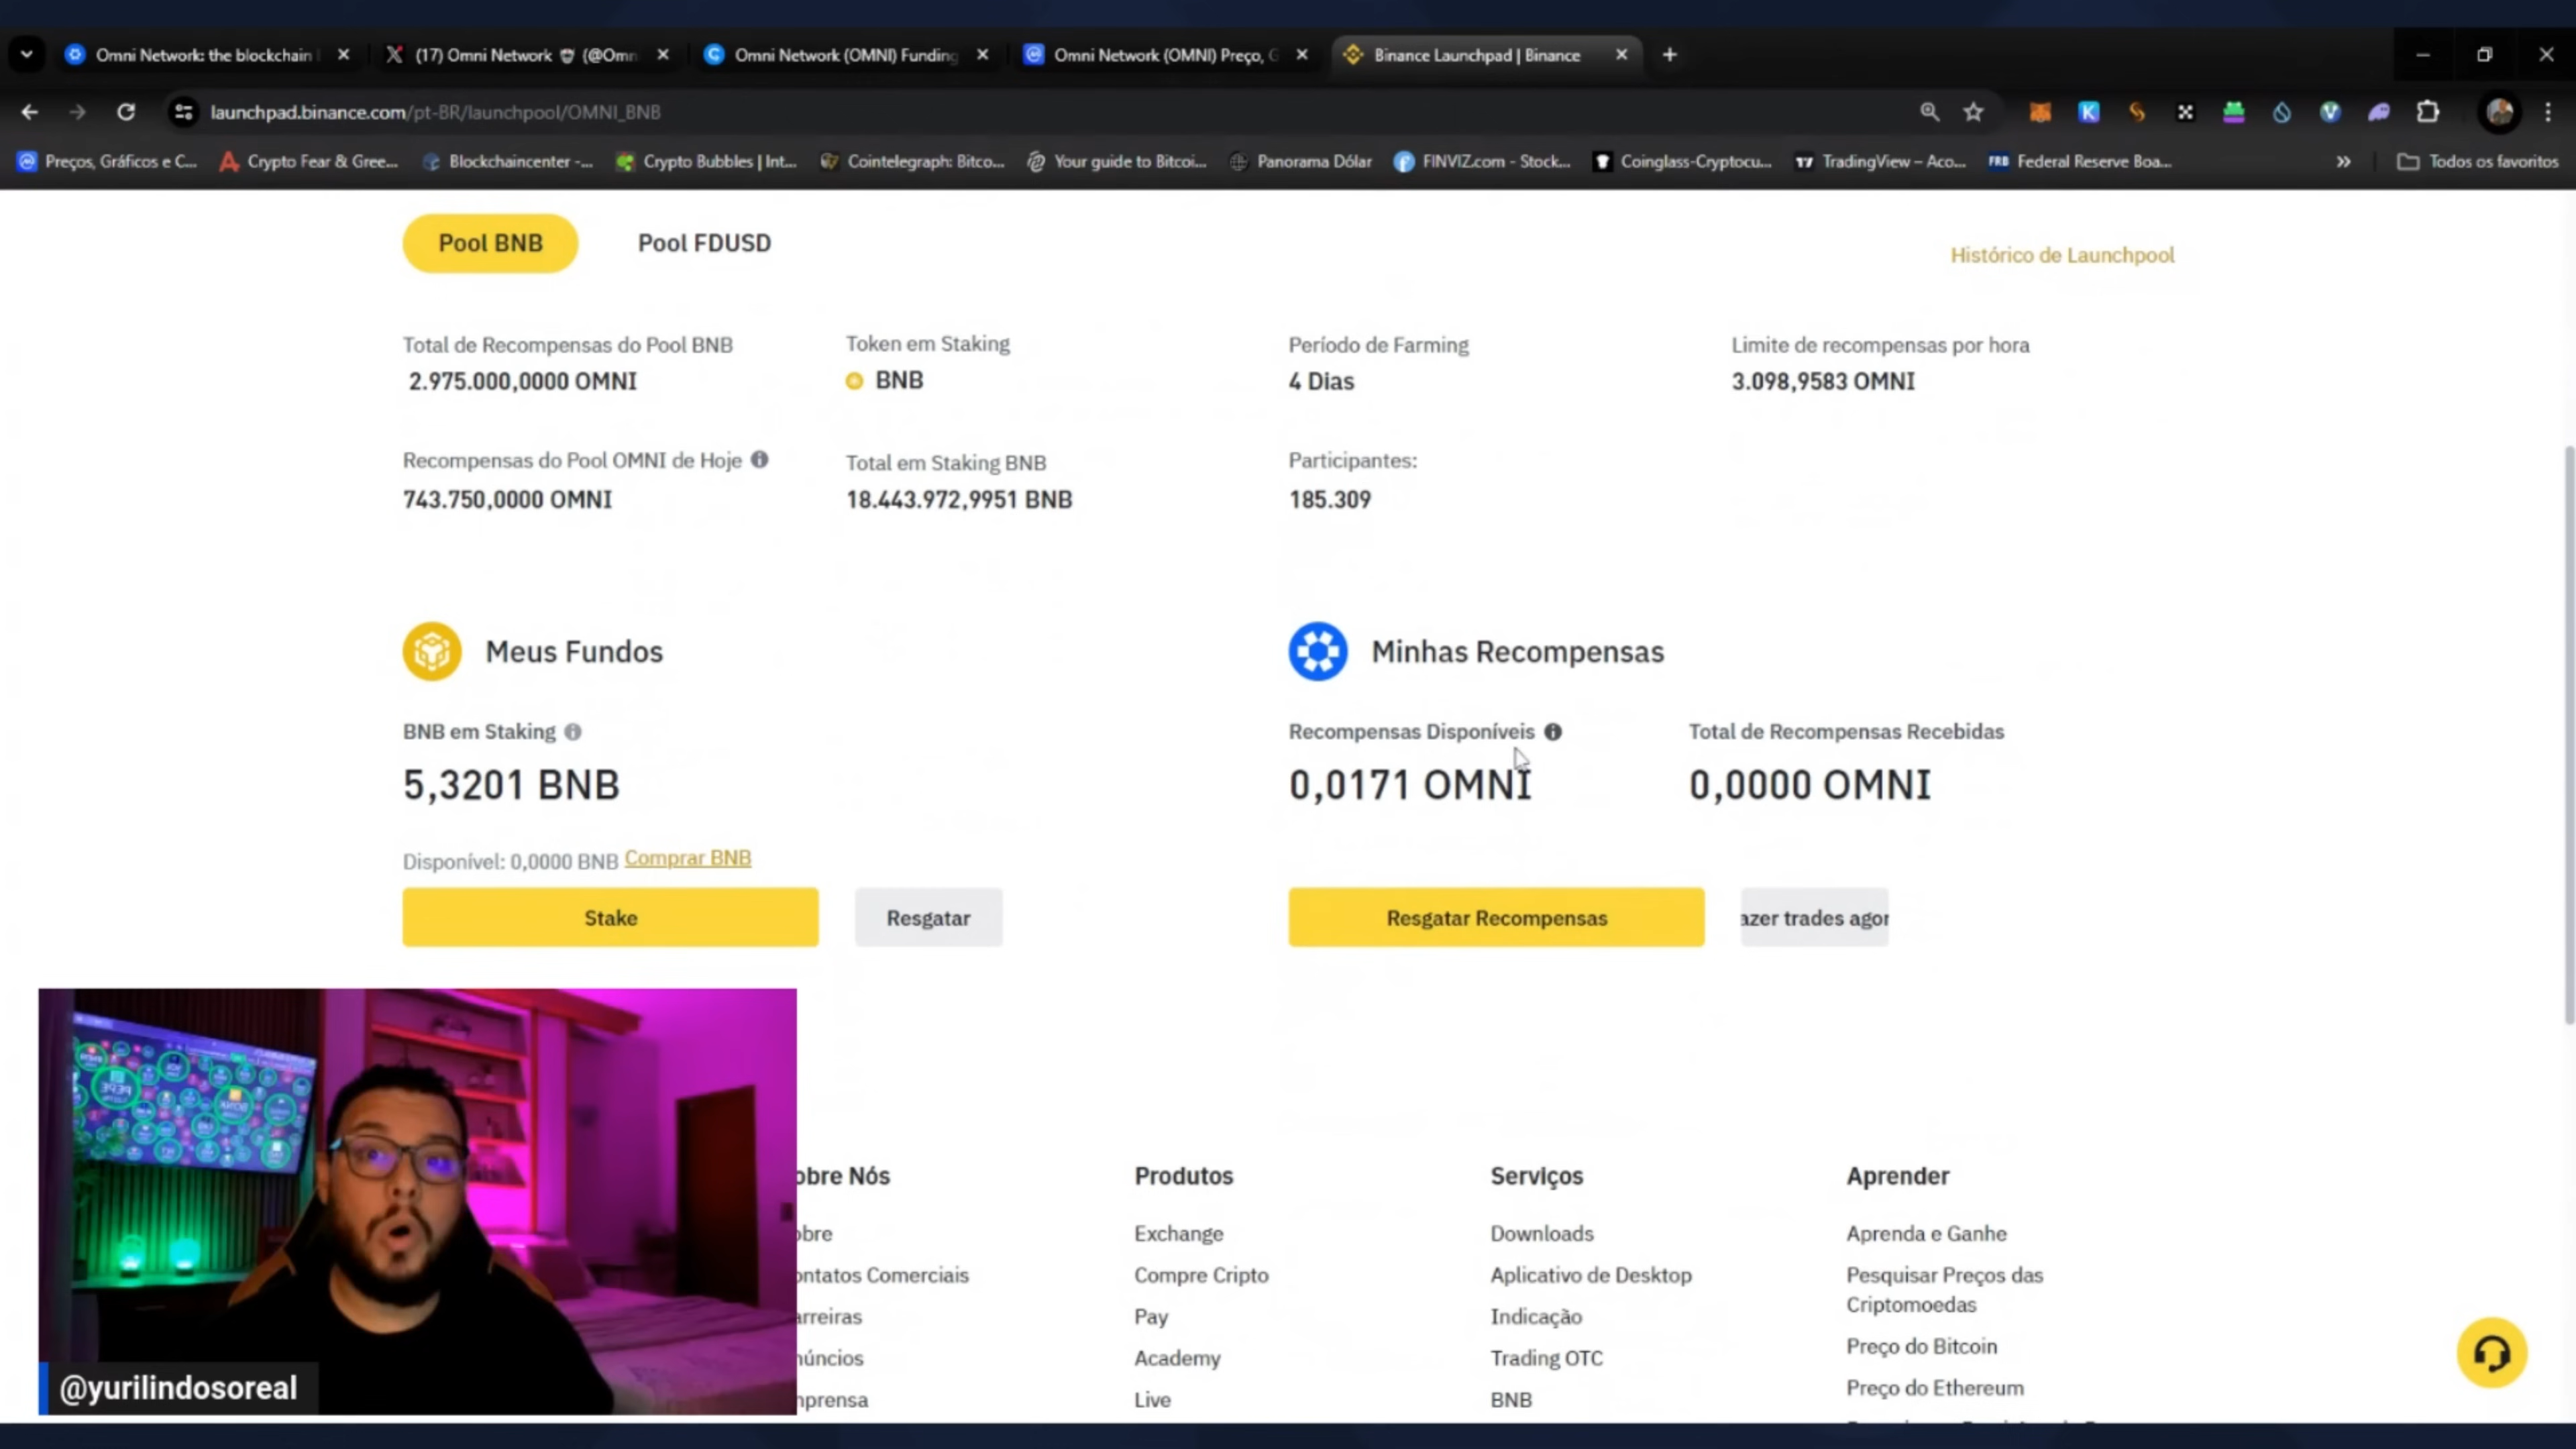 Omni Network: the blockchain
(17) Omni Network (@Omn
Omni Network (OMNI) Funding
Omni Network (OMNI) Preço, G
Binance Launchpad | Binance
launchpad.binance.com/pt-BR/launchpool/OMNI_BNB
Preços, Gráficos e C...
Crypto Fear & Gree...
Blockchaincenter -...
Crypto Bubbles | Int...
Cointelegraph: Bitco...
Your guide to Bitcoi...
Panorama Dólar
FINVIZ.com - Stock...
Coinglass-Cryptocu...
TradingView – Aco...
FRB Federal Reserve Boa...
Todos os favoritos
Pool BNB
Pool FDUSD
Histórico de Launchpool
Total de Recompensas do Pool BNB
2.975.000,0000 OMNI
Token em Staking
BNB
Período de Farming
4 Dias
Limite de recompensas por hora
3.098,9583 OMNI
Recompensas do Pool OMNI de Hoje
743.750,0000 OMNI
Total em Staking BNB
18.443.972,9951 BNB
Participantes:
185.309
Meus Fundos
BNB em Staking
5,3201 BNB
Disponível: 0,0000 BNB Comprar BNB
Stake
Resgatar
Minhas Recompensas
Recompensas Disponíveis
0,0171 OMNI
Total de Recompensas Recebidas
0,0000 OMNI
Resgatar Recompensas
azer trades agor
obre Nós
obre
ontatos Comerciais
arreiras
núncios
mprensa
Produtos
Exchange
Compre Cripto
Pay
Academy
Live
Serviços
Downloads
Aplicativo de Desktop
Indicação
Trading OTC
BNB
Aprender
Aprenda e Ganhe
Pesquisar Preços das
Criptomoedas
Preço do Bitcoin
Preço do Ethereum
@yurilindosoreal